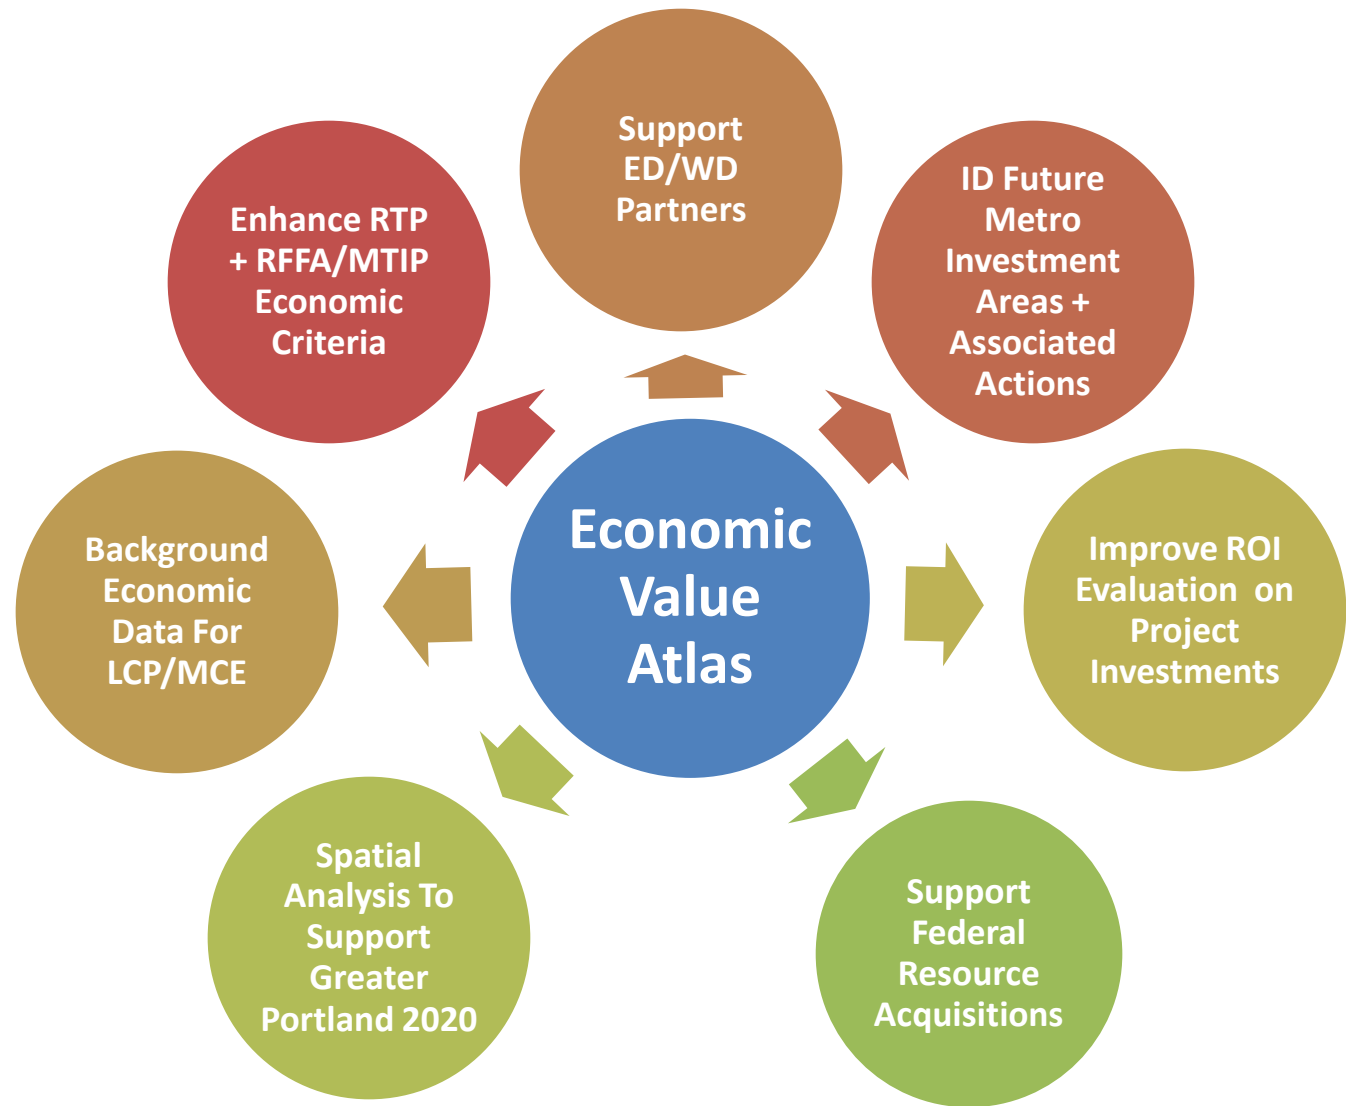 Support
ED/WD
Partners
ID Future
Metro
Investment
Areas +
Associated
Actions
Improve ROI
Evaluation on
Project
Investments
Support
Federal
Resource
Acquisitions
Spatial
Analysis To
Support
Greater
Portland 2020
Background
Economic
Data For
LCP/MCE
Enhance RTP
+ RFFA/MTIP
Economic
Criteria
Economic
Value
Atlas